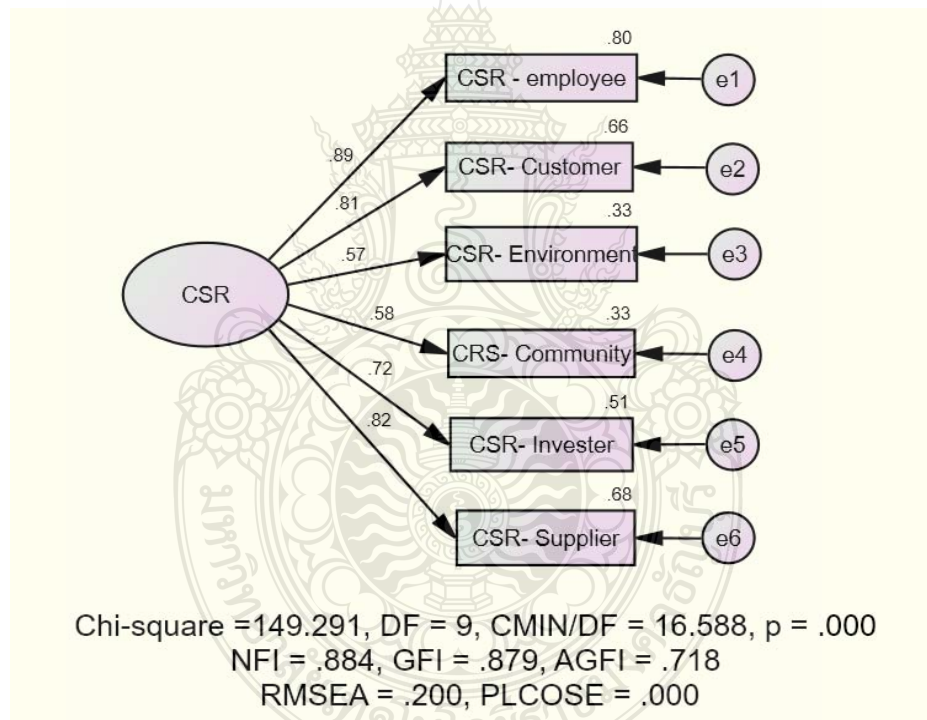 .80
CSR - employee
e1
.89
.66
CSR- Customer
e2
.81
.33
CSR- Environment
e3
.57
CSR
.33
CRS- Community
e4
.58
.51
CSR- Invester
e5
.72
.68
CSR- Supplier
e6
.82
Chi-square =149.291, DF = 9, CMIN/DF = 16.588, p = .000
NFI = .884, GFI = .879, AGFI = .718
RMSEA = .200, PLCOSE = .000